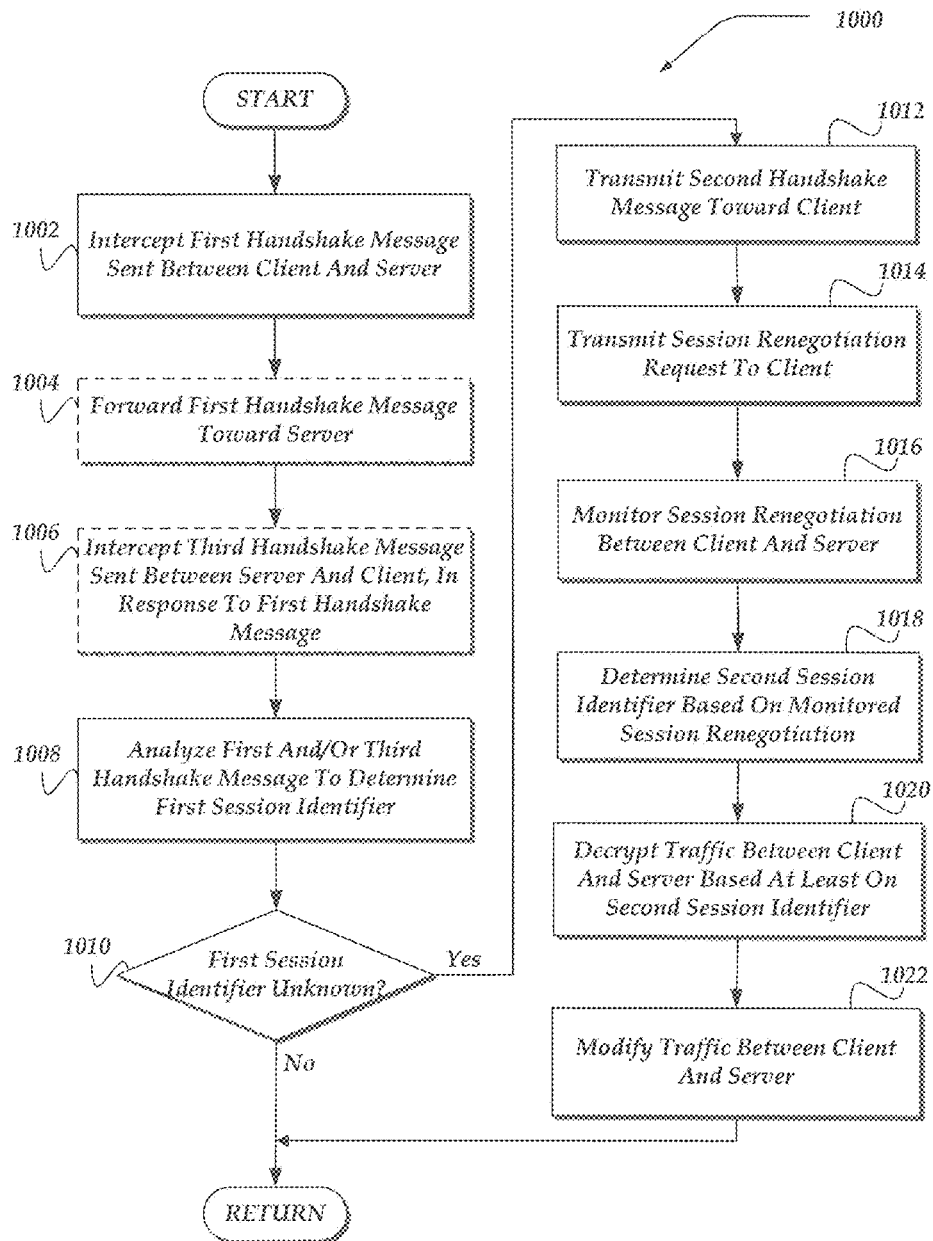 1000
START
1002
Intercept First Handshake Message
Sent Between Client And Server
1004
Forward First Handshake Message
Toward Server
1006
Intercept Third Handshake Message
Sent Between Server And Client, In
Response To First Handshake
Message
1008
Analyze First And/Or Third
Handshake Message To Determine
First Session Identifier
1010
First Session
Identifier Unknown?
Yes
No
1012
Transmit Second Handshake
Message Toward Client
1014
Transmit Session Renegotiation
Request To Client
1016
Monitor Session Renegotiation
Between Client And Server
1018
Determine Second Session
Identifier Based On Monitored
Session Renegotiation
1020
Decrypt Traffic Between Client
And Server Based At Least On
Second Session Identifier
1022
Modify Traffic Between Client
And Server
RETURN